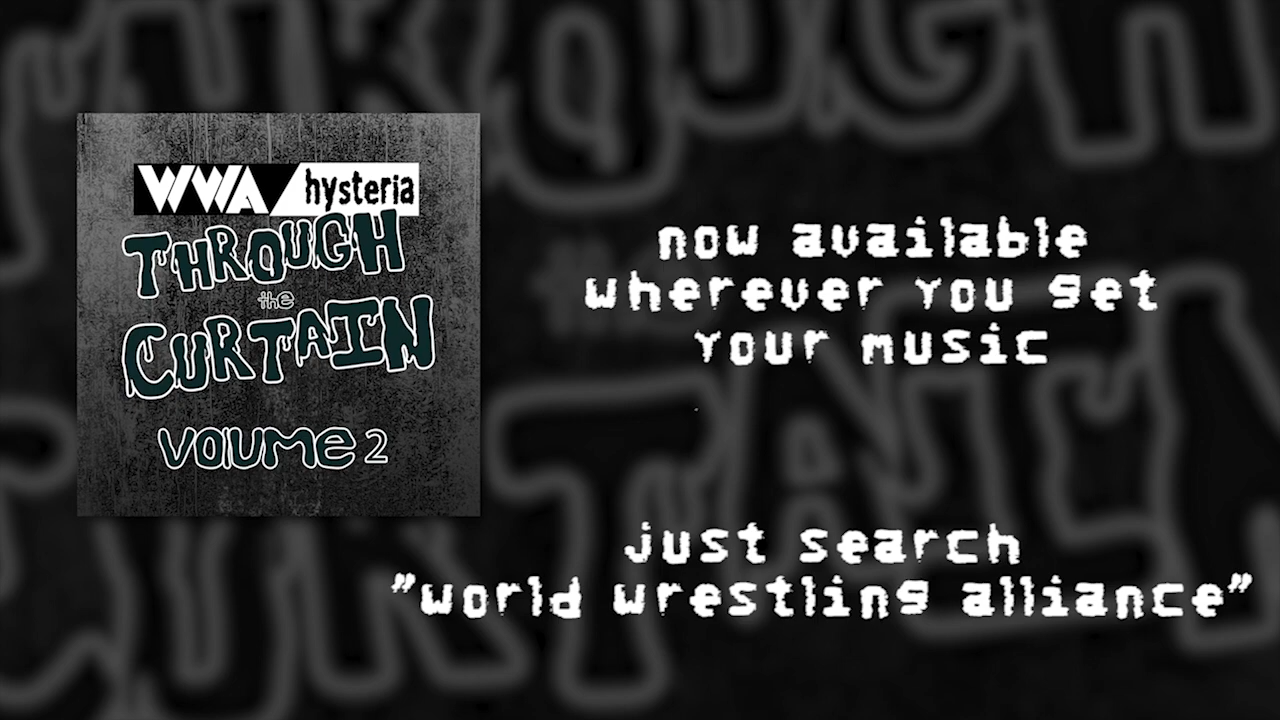 WWA hysteria
THROUGH
the
CURTAIN
VOLUME 2
now available
wherever you get
your music
just search
"world wrestling alliance"